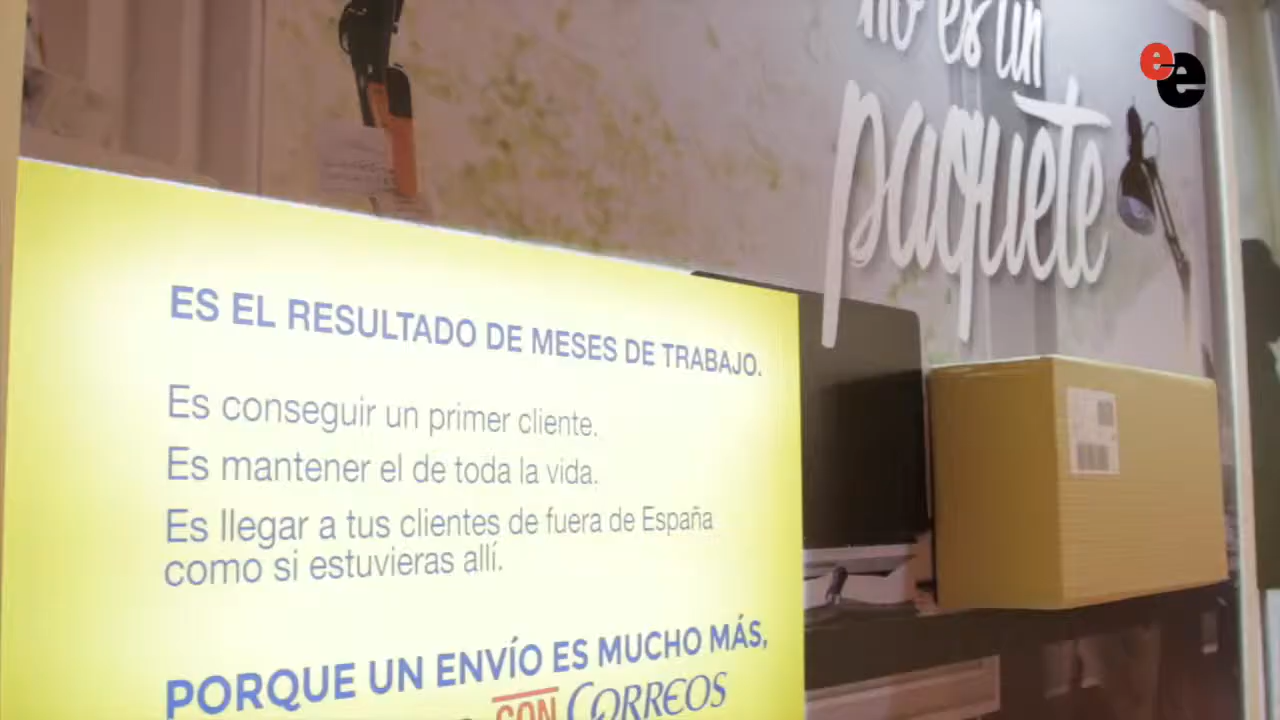 no es un
paquete
ee
ES EL RESULTADO DE MESES DE TRABAJO.
Es conseguir un primer cliente.
Es mantener el de toda la vida.
Es llegar a tus clientes de fuera de España
como si estuvieras allí.
PORQUE UN ENVÍO ES MUCHO MÁS,
CON CORREOS